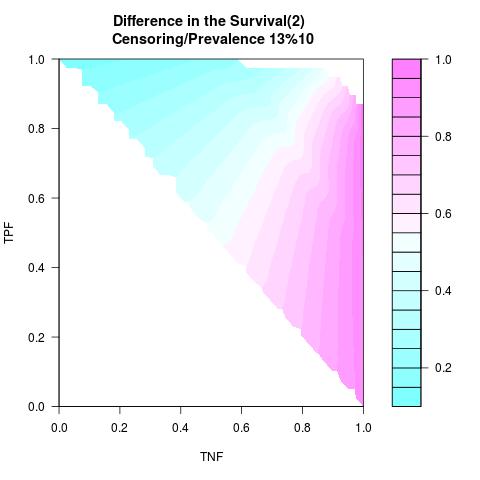 Difference in the Survival(2)
Censoring/Prevalence 13%10
TPF
1.0
0.8
0.6
0.4
0.2
0.0
0.0 0.2 0.4 0.6 0.8 1.0
TNF
1.0
0.8
0.6
0.4
0.2